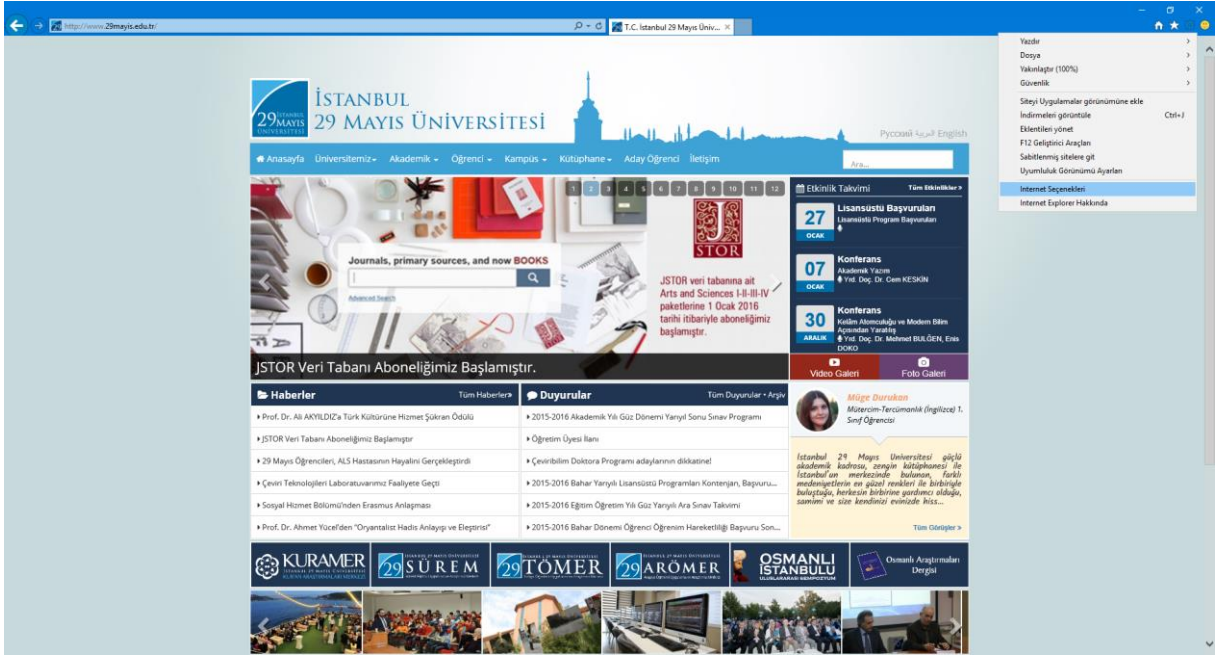 http://www.29mayis.edu.tr/
T.C. İstanbul 29 Mayıs Üniv...
Yazdır
Dosya
Yakınlaştır (100%)
Güvenlik
Siteyi Uygulamalar görünümüne ekle
İndirmeleri görüntüle Ctrl+J
Eklentileri yönet
F12 Geliştirici Araçları
Sabitlenmiş sitelere git
Uyumluluk Görünümü Ayarları
Internet Seçenekleri
Internet Explorer Hakkında
29 İSTANBUL MAYIS ÜNİVERSİTESİ
İSTANBUL
29 MAYIS ÜNİVERSİTESİ
Русский العربية English
Anasayfa Üniversitemiz Akademik Öğrenci Kampüs Kütüphane Aday Öğrenci İletişim
Ara...
1 2 3 4 5 6 7 8 9 10 11 12
Journals, primary sources, and now BOOKS
Advanced Search
JSTOR
JSTOR veri tabanına ait
Arts and Sciences I-II-III-IV
paketlerine 1 Ocak 2016
tarihi itibariyle aboneliğimiz
başlamıştır.
JSTOR Veri Tabanı Aboneliğimiz Başlamıştır.
Etkinlik Takvimi Tüm Etkinlikler »
27 OCAK
Lisansüstü Başvuruları
Lisansüstü Program Başvuruları
07 OCAK
Konferans
Akademik Yazım
Yrd. Doç. Dr. Cem KESKİN
30 ARALIK
Konferans
Kelâm Atomculuğu ve Modern Bilim
Açısından Yaratılış
Yrd. Doç. Dr. Mehmet BULĞEN, Enis
DOKO
Video Galeri
Foto Galeri
Haberler Tüm Haberler»
Prof. Dr. Ali AKYILDIZ'a Türk Kültürüne Hizmet Şükran Ödülü
JSTOR Veri Tabanı Aboneliğimiz Başlamıştır
29 Mayıs Öğrencileri, ALS Hastasının Hayalini Gerçekleştirdi
Çeviri Teknolojileri Laboratuvarımız Faaliyete Geçti
Sosyal Hizmet Bölümü'nden Erasmus Anlaşması
Prof. Dr. Ahmet Yücel'den "Oryantalist Hadis Anlayışı ve Eleştirisi"
Duyurular Tüm Duyurular • Arşiv
2015-2016 Akademik Yılı Güz Dönemi Yarıyıl Sonu Sınav Programı
Öğretim Üyesi İlanı
Çeviribilim Doktora Programı adaylarının dikkatine!
2015-2016 Bahar Yarıyılı Lisansüstü Programları Kontenjan, Başvuru...
2015-2016 Eğitim Öğretim Yılı Güz Yarıyılı Ara Sınav Takvimi
2015-2016 Bahar Dönemi Öğrenci Öğrenim Hareketliliği Başvuru Son...
Müge Durukan
Mütercim-Tercümanlık (İngilizce) 1.
Sınıf Öğrencisi
İstanbul 29 Mayıs Üniversitesi güçlü
akademik kadrosu, zengin kütüphanesi ile
İstanbul'un merkezinde bulunan, farklı
medeniyetlerin en güzel renkleri ile birbiriyle
buluştuğu, herkesin birbirine yardımcı olduğu,
samimi ve size kendinizi evinizde hiss...
Tüm Görüşler »
KURAMER
29 SÜREM
29 TÖMER
29 ARÖMER
OSMANLI
İSTANBULU
ULUSLARARASI SEMPOZYUM
Osmanlı Araştırmaları
Dergisi